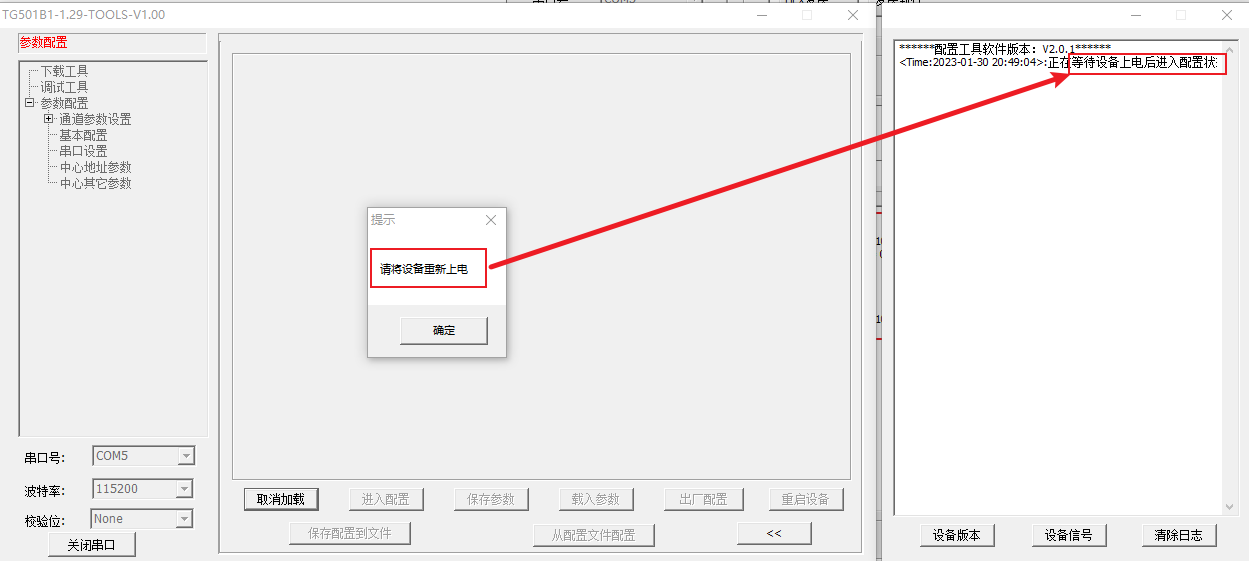 TG501B1-1.29-TOOLS-V1.00
参数配置
下载工具
调试工具
参数配置
通道参数设置
基本配置
串口设置
中心地址参数
中心其它参数
串口号:
COM5
波特率:
115200
校验位:
None
关闭串口
提示
请将设备重新上电
确定
取消加载
进入配置
保存参数
载入参数
出厂配置
重启设备
保存配置到文件
从配置文件配置
<<
******配置工具软件版本：V2.0.1******
<Time:2023-01-30 20:49:04>:正在等待设备上电后进入配置状
设备版本
设备信号
清除日志